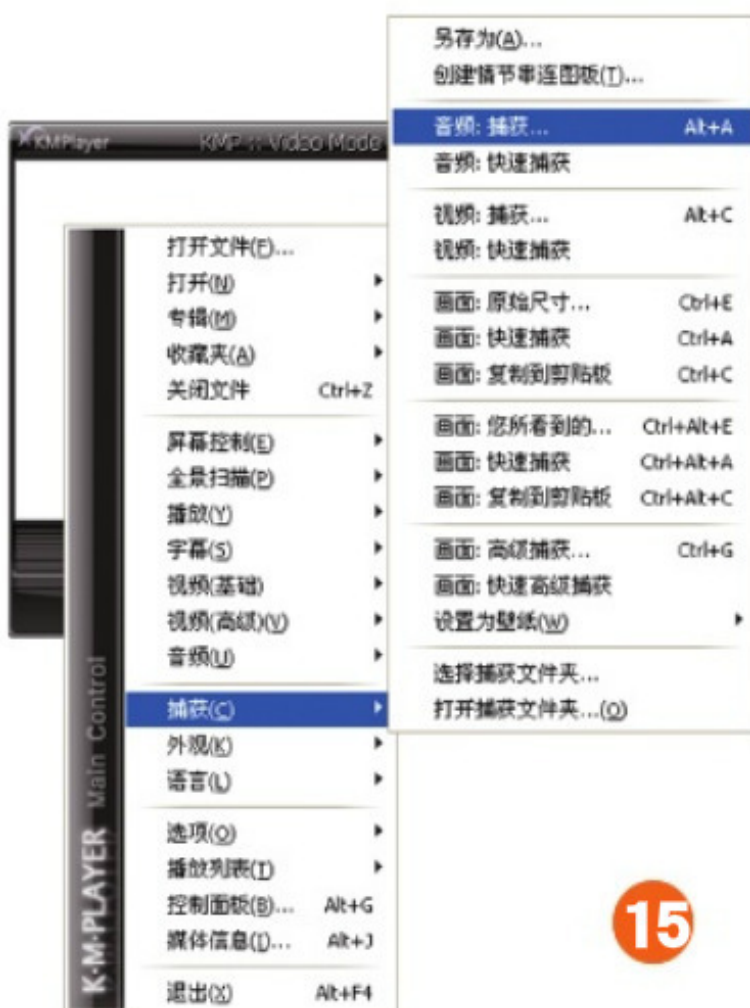 KMPlayer
KMP :: Video Mode
另存为(A)...
创建情节串连图版(T)...
音频: 捕获... Alt+A
音频: 快速捕获
视频: 捕获... Alt+C
视频: 快速捕获
画面: 原始尺寸... Ctrl+E
画面: 快速捕获 Ctrl+A
画面: 复制到剪贴板 Ctrl+C
画面: 您所看到的... Ctrl+Alt+E
画面: 快速捕获 Ctrl+Alt+A
画面: 复制到剪贴板 Ctrl+Alt+C
画面: 高级捕获... Ctrl+G
画面: 快速高级捕获
设置为壁纸(W)
选择捕获文件夹...
打开捕获文件夹...(O)
打开文件(F)...
打开(N)
专辑(M)
收藏夹(A)
关闭文件 Ctrl+Z
屏幕控制(E)
全景扫描(P)
播放(Y)
字幕(S)
视频(基础)
视频(高级)(V)
音频(U)
捕获(C)
外观(K)
语言(L)
选项(O)
播放列表(T)
控制面板(B)... Alt+G
媒体信息(I)... Alt+J
退出(X) Alt+F4
K·M·PLAYER Main Control
15